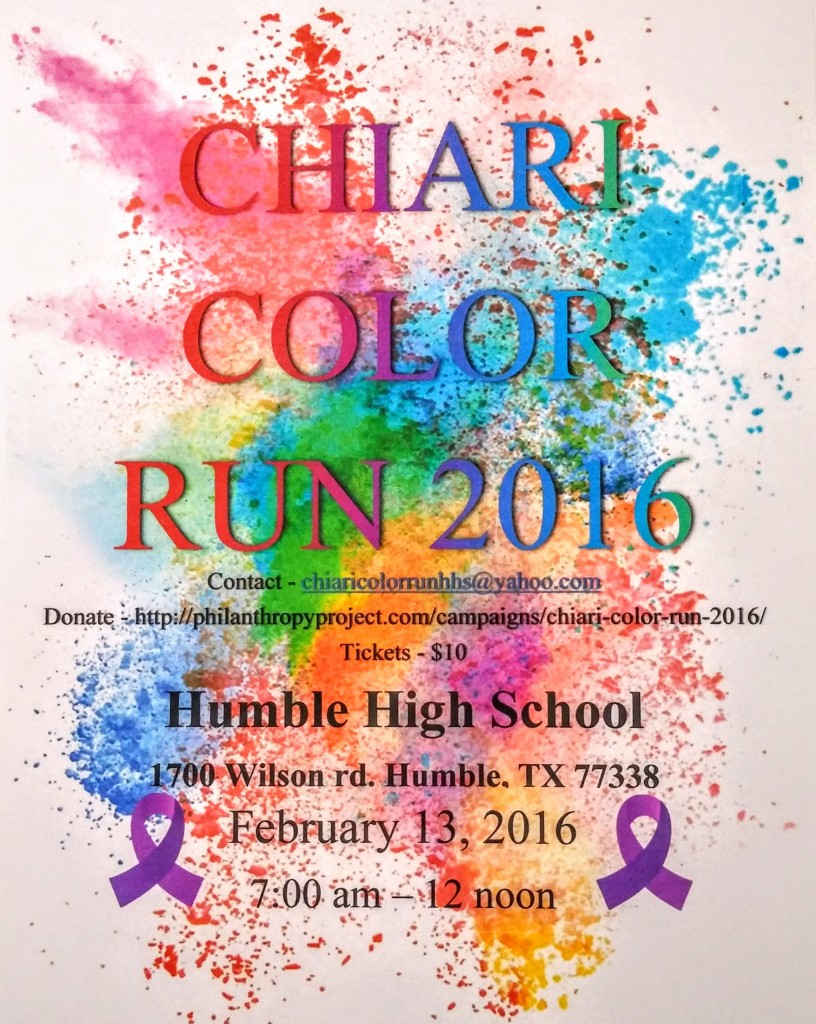 CHIARI
COLOR
RUN 2016
Contact - chiaricolorrunhhs@yahoo.com
Donate - http://philanthropyproject.com/campaigns/chiari-color-run-2016/
Tickets - $10
Humble High School
1700 Wilson rd. Humble, TX 77338
February 13, 2016
7:00 am – 12 noon